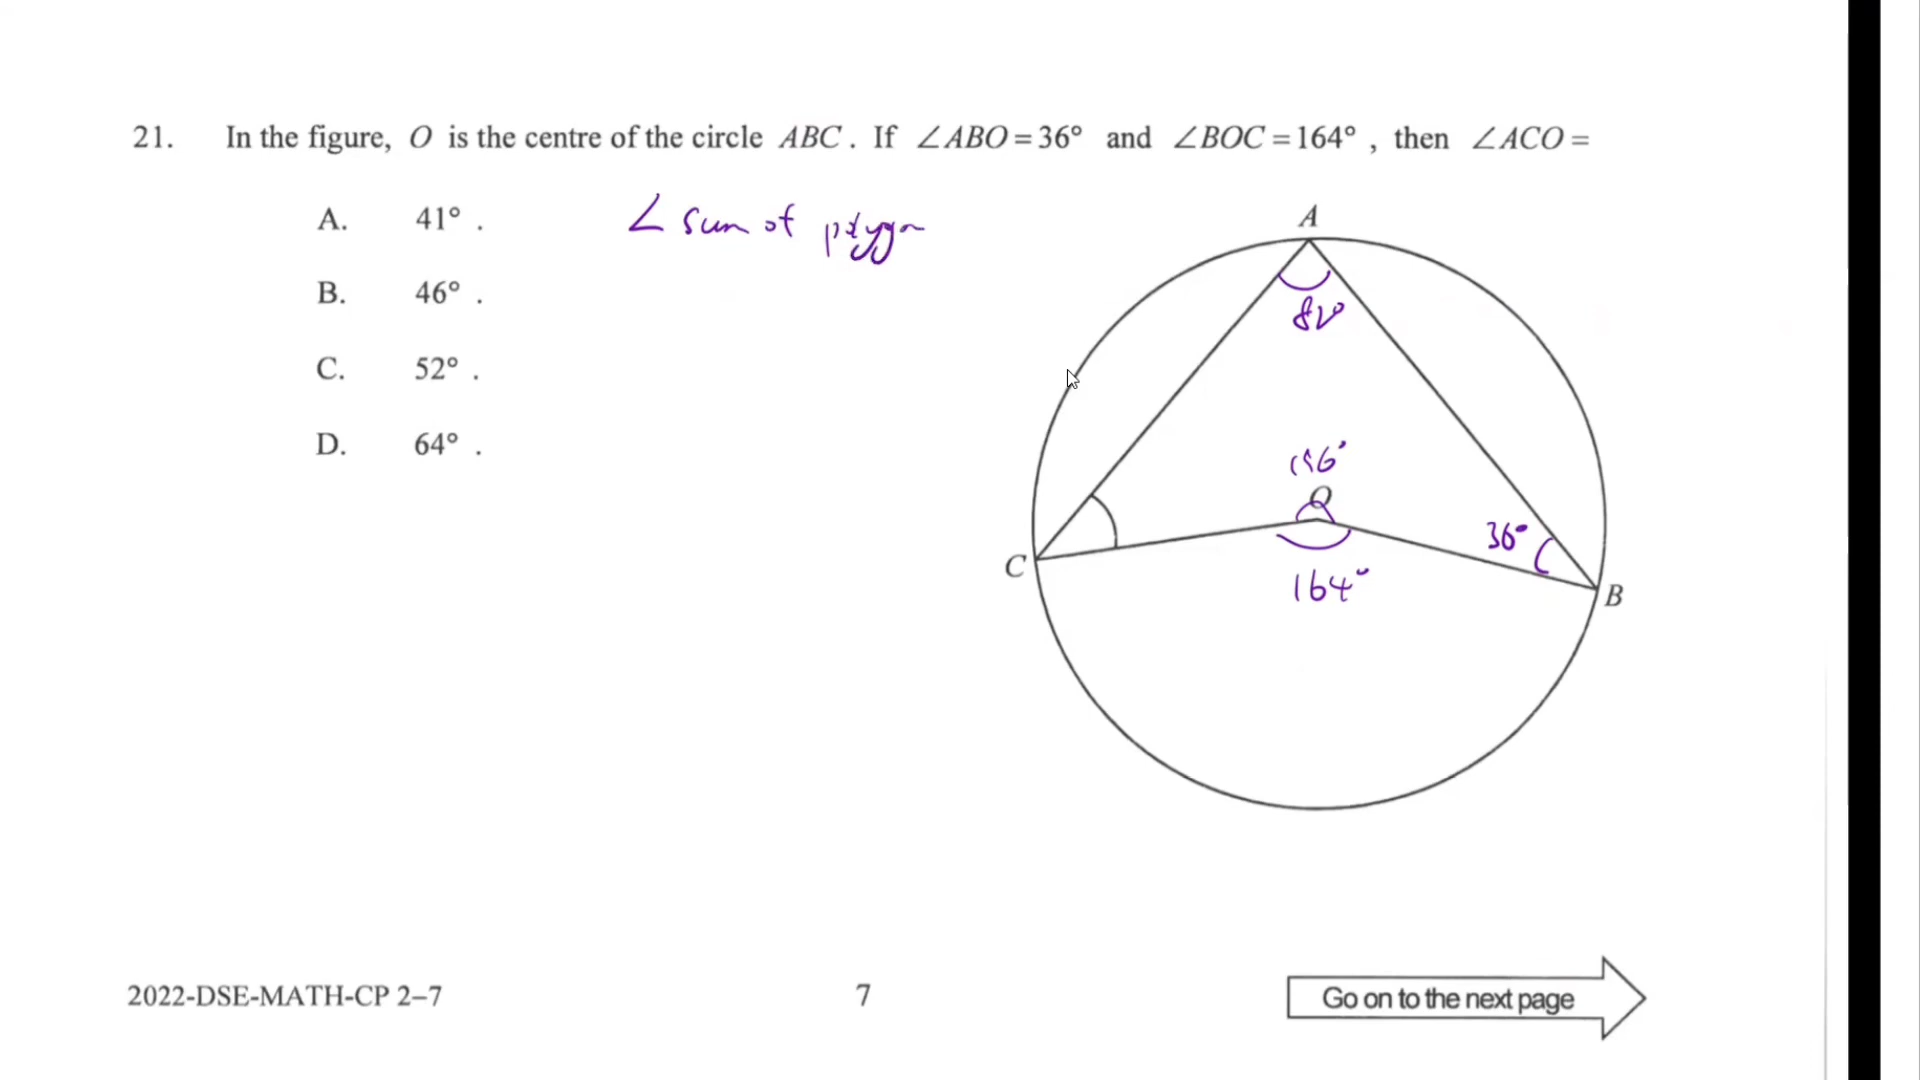 21. In the figure, O is the centre of the circle ABC. If ∠ABO = 36° and ∠BOC = 164°, then ∠ACO =
A. 41°.
∠ sum of
B. 46°.
C. 52°.
D. 64°.
A
82°
196°
O
36°
164°
C
B
2022-DSE-MATH-CP 2–7
7
Go on to the next page